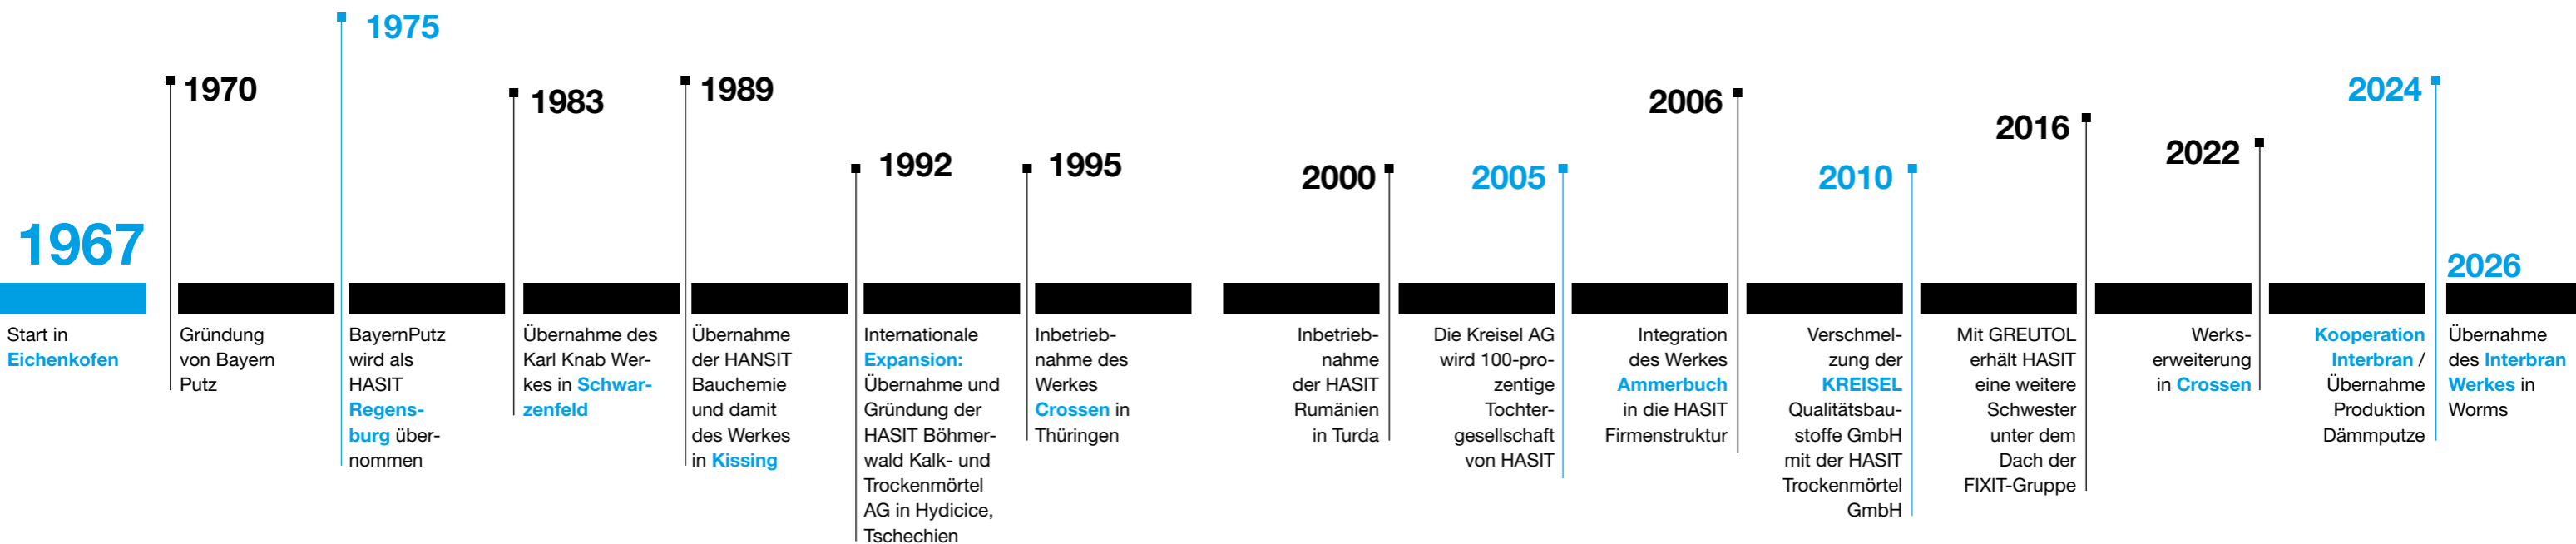 1967
Start in
Eichenkofen
1970
Gründung
von Bayern
Putz
1975
BayernPutz
wird als
HASIT
Regens-
burg über-
nommen
1983
Übernahme des
Karl Knab Wer-
kes in Schwar-
zenfeld
1989
Übernahme
der HANSIT
Bauchemie
und damit
des Werkes
in Kissing
1992
Internationale
Expansion:
Übernahme und
Gründung der
HASIT Böhmer-
wald Kalk- und
Trockenmörtel
AG in Hydicice,
Tschechien
1995
Inbetrieb-
nahme des
Werkes
Crossen in
Thüringen
2000
Inbetrieb-
nahme
der HASIT
Rumänien
in Turda
2005
Die Kreisel AG
wird 100-pro-
zentige
Tochter-
gesellschaft
von HASIT
2006
Integration
des Werkes
Ammerbuch
in die HASIT
Firmenstruktur
2010
Verschmel-
zung der
KREISEL
Qualitätsbau-
stoffe GmbH
mit der HASIT
Trockenmörtel
GmbH
2016
Mit GREUTOL
erhält HASIT
eine weitere
Schwester
unter dem
Dach der
FIXIT-Gruppe
2022
Werks-
erweiterung
in Crossen
2024
Kooperation
Interbran /
Übernahme
Produktion
Dämmputze
2026
Übernahme
des Interbran
Werkes in
Worms